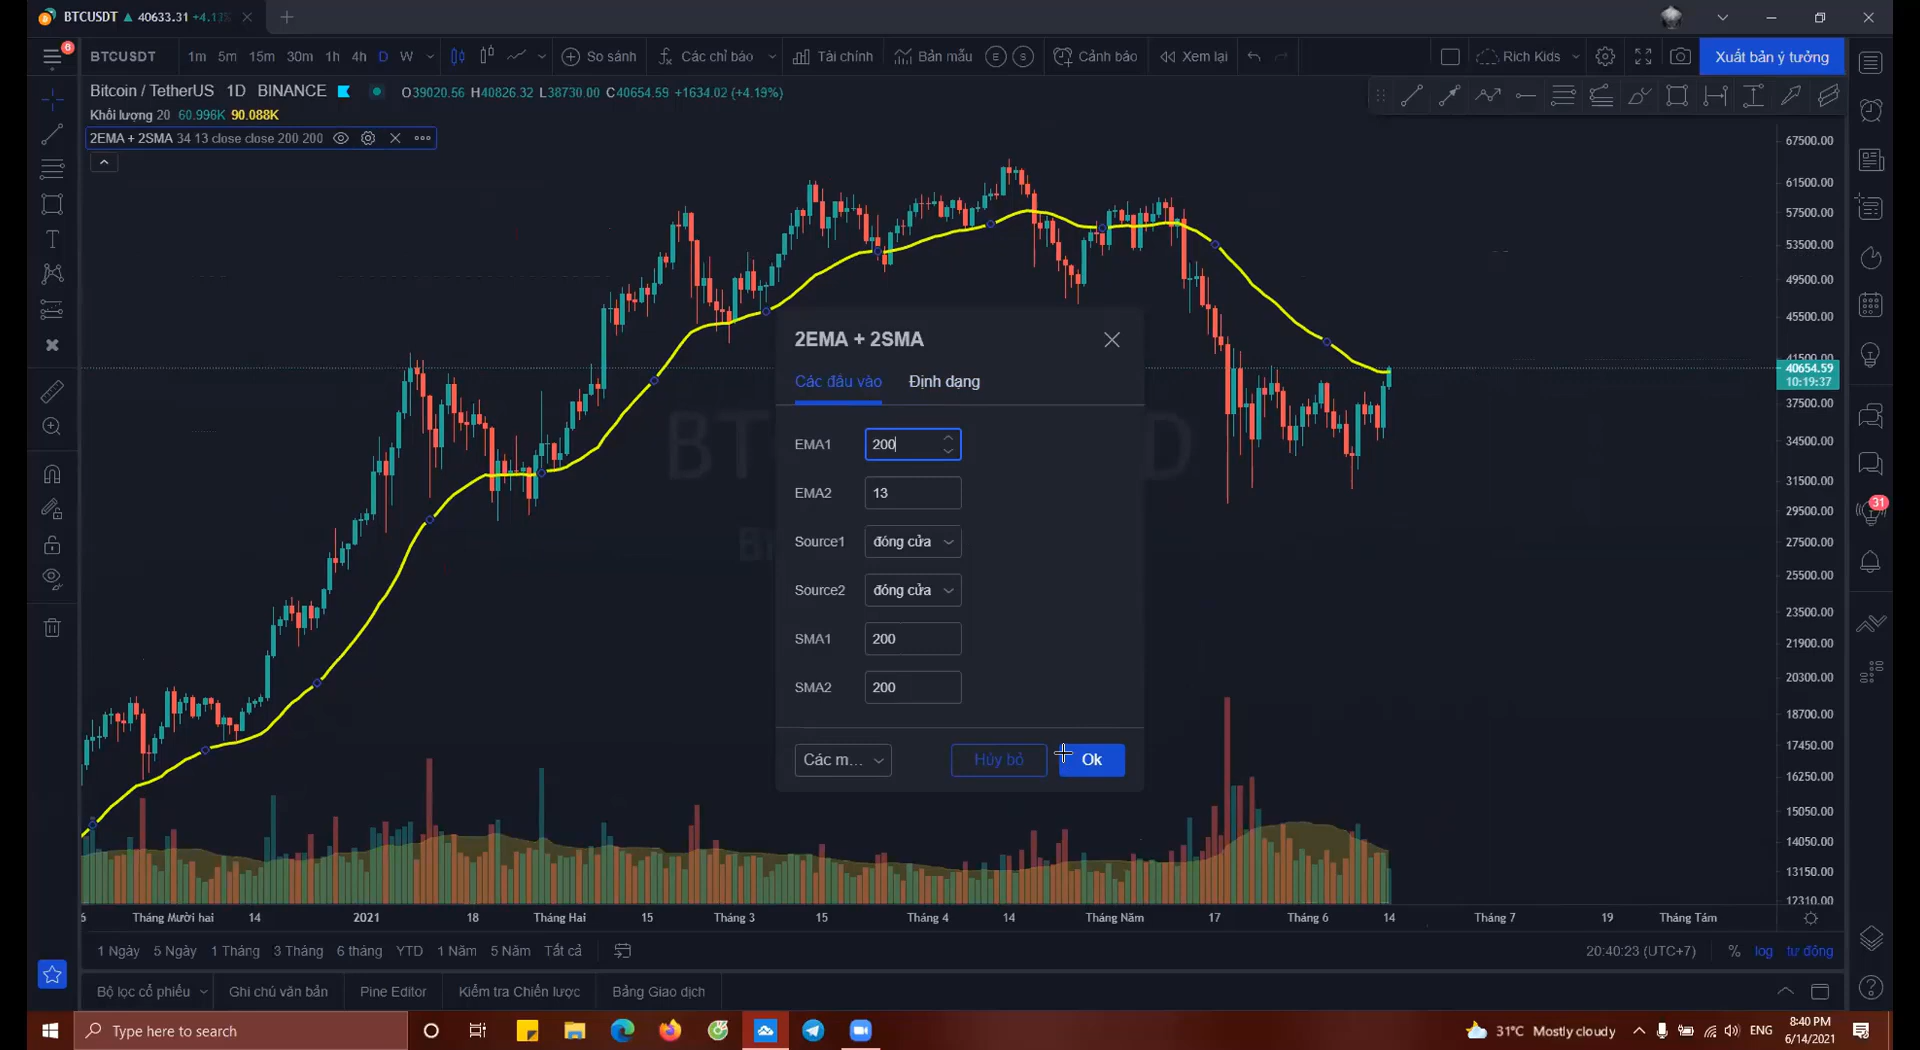 BTCUSDT ▲ 40633.31 +4.1
BTCUSDT 1m 5m 15m 30m 1h 4h D W So sánh Các chỉ báo Tài chính Bản mẫu E S Cảnh báo Xem lại Rich Kids Xuất bản ý tưởng
6
Bitcoin / TetherUS 1D BINANCE O39020.56 H40826.32 L38730.00 C40654.59 +1634.02 (+4.19%)
Khối lượng 20 60.996K 90.088K
2EMA + 2SMA 34 13 close close 200 200
67500.00
61500.00
57500.00
53500.00
49500.00
45500.00
41500.00
40654.59
10:19:37
37500.00
34500.00
31500.00
29500.00
27500.00
25500.00
23500.00
21900.00
20300.00
18700.00
17450.00
16250.00
15050.00
14050.00
13150.00
12310.00
31
2EMA + 2SMA
Các đầu vào Định dạng
EMA1 200
EMA2 13
Source1 đóng cửa
Source2 đóng cửa
SMA1 200
SMA2 200
Các m... Hủy bỏ Ok
6 Tháng Mười hai 14 2021 18 Tháng Hai 15 Tháng 3 15 Tháng 4 14 Tháng Năm 17 Tháng 6 14 Tháng 7 19 Tháng Tám
1 Ngày 5 Ngày 1 Tháng 3 Tháng 6 tháng YTD 1 Năm 5 Năm Tất cả 20:40:23 (UTC+7) % log tự động
Bộ lọc cổ phiếu Ghi chú văn bản Pine Editor Kiểm tra Chiến lược Bảng Giao dịch
Type here to search 31°C Mostly cloudy ENG 8:40 PM
6/14/2021